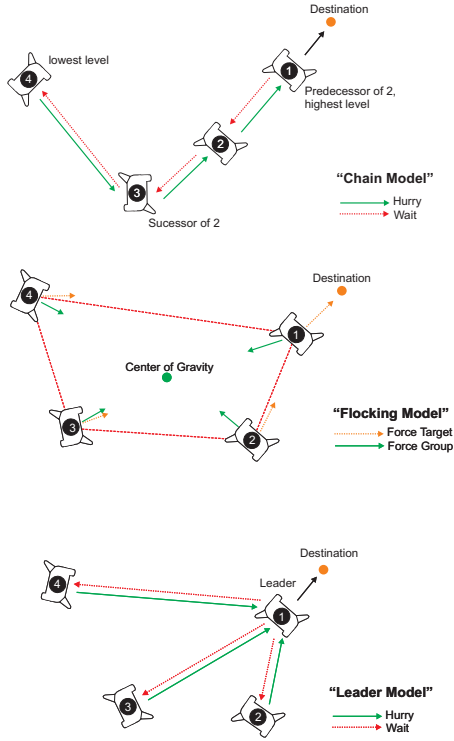 Destination
lowest level
4
1
Predecessor of 2,
highest level
2
3
Sucessor of 2
“Chain Model”
Hurry
Wait
4
Destination
1
Center of Gravity
3
2
“Flocking Model”
Force Target
Force Group
Destination
4
Leader
1
3
2
“Leader Model”
Hurry
Wait